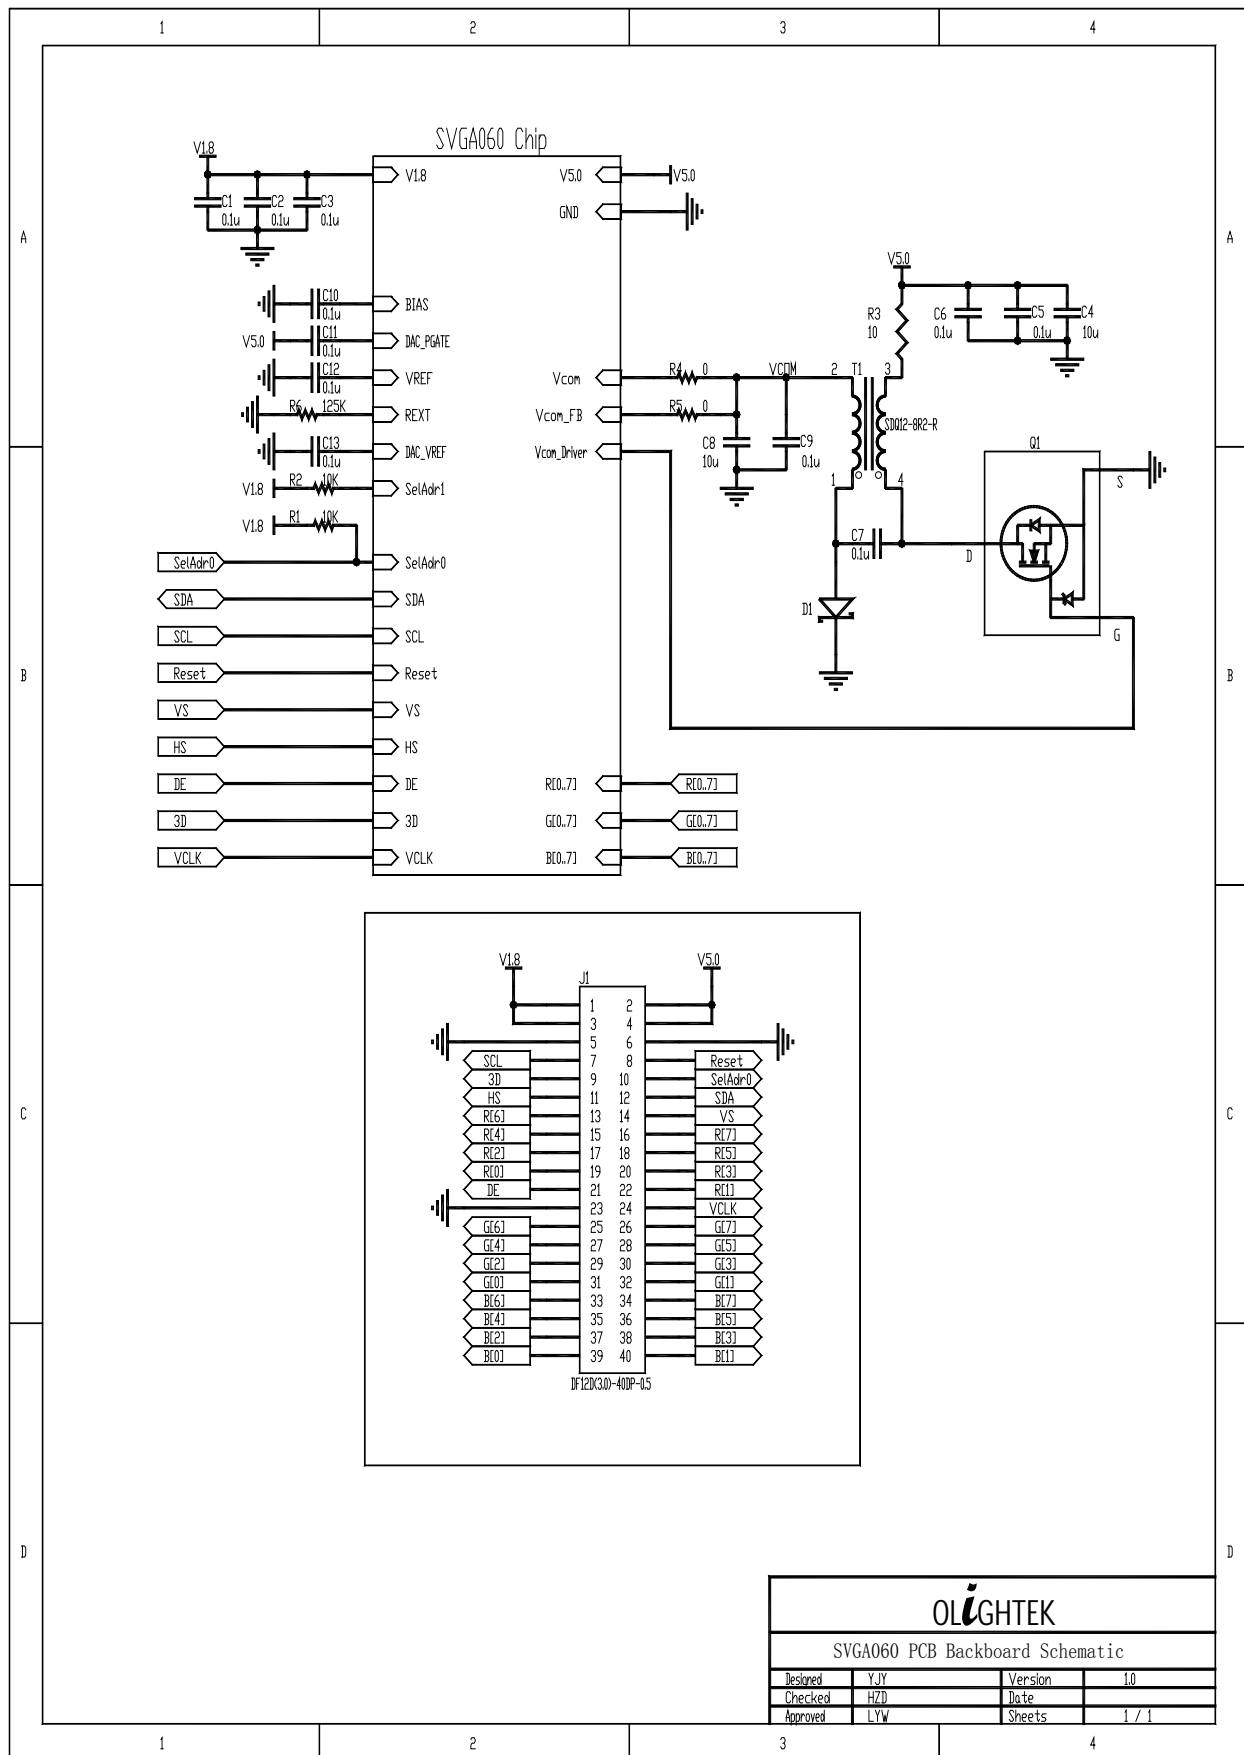 1 2 3 4
SVGA060 Chip
V1.8
V1.8 V5.0 V5.0
C1 C2 C3
0.1u 0.1u 0.1u
GND
A A
V5.0
C10
BIAS
0.1u
R3 C6 C5 C4
10 0.1u 0.1u 10u
C11
V5.0 DAC_PGATE
0.1u
C12
VREF
0.1u
Vcom R4 0 VCOM 2 T1 3
R6 125K REXT
Vcom_FB R5 0
SDQ12-8R2-R
C13
DAC_VREF
0.1u
Vcom_Driver
C8 C9
10u 0.1u
Q1
R2 10K
V1.8 SelAdr1
1 4
S
R1 10K
V1.8
C7
0.1u
D
SelAdr0 SelAdr0
SDA SDA
D1
SCL SCL
G
Reset Reset
B B
VS VS
HS HS
DE DE R[0..7] R[0..7]
3D 3D G[0..7] G[0..7]
VCLK VCLK B[0..7] B[0..7]
V1.8 V5.0
J1
1 2
3 4
5 6
SCL 7 8 Reset
3D 9 10 SelAdr0
HS 11 12 SDA
C R[6] 13 14 VS C
R[4] 15 16 R[7]
R[2] 17 18 R[5]
R[0] 19 20 R[3]
DE 21 22 R[1]
23 24 VCLK
G[6] 25 26 G[7]
G[4] 27 28 G[5]
G[2] 29 30 G[3]
G[0] 31 32 G[1]
B[6] 33 34 B[7]
B[4] 35 36 B[5]
B[2] 37 38 B[3]
B[0] 39 40 B[1]
DF12D(3.0)-40DP-0.5
D D
OLiGHTEK
SVGA060 PCB Backboard Schematic
Designed YJY Version 1.0
Checked HZD Date
Approved LYW Sheets 1 / 1
1 2 3 4